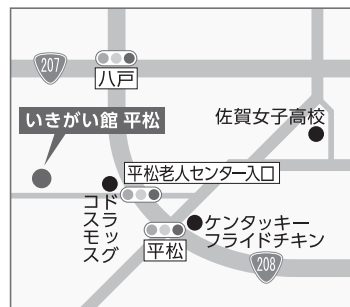 207
八戸
いきがい館 平松
佐賀女子高校
平松老人センター入口
ドラッグ
コスモス
ケンタッキー
フライドチキン
平松
208